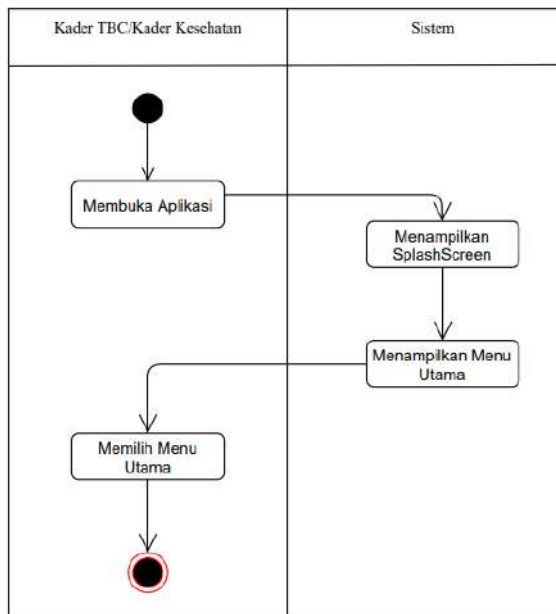 Kader TBC/Kader Kesehatan
Sistem
Membuka Aplikasi
Menampilkan
SplashScreen
Menampilkan Menu
Utama
Memilih Menu
Utama